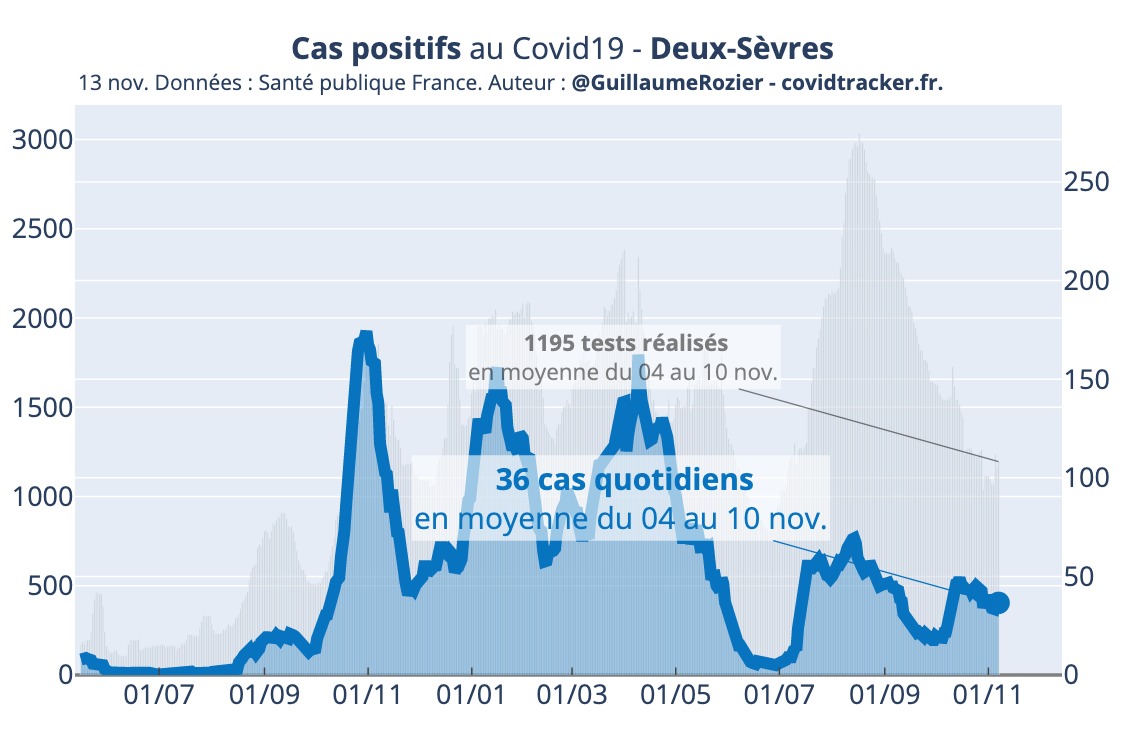 Cas positifs au Covid19 - Deux-Sèvres
13 nov. Données : Santé publique France. Auteur : @GuillaumeRozier - covidtracker.fr.
3000
2500
2000
1500
1000
500
0
250
200
150
100
50
0
1195 tests réalisés
en moyenne du 04 au 10 nov.
36 cas quotidiens
en moyenne du 04 au 10 nov.
01/07 01/09 01/11 01/01 01/03 01/05 01/07 01/09 01/11